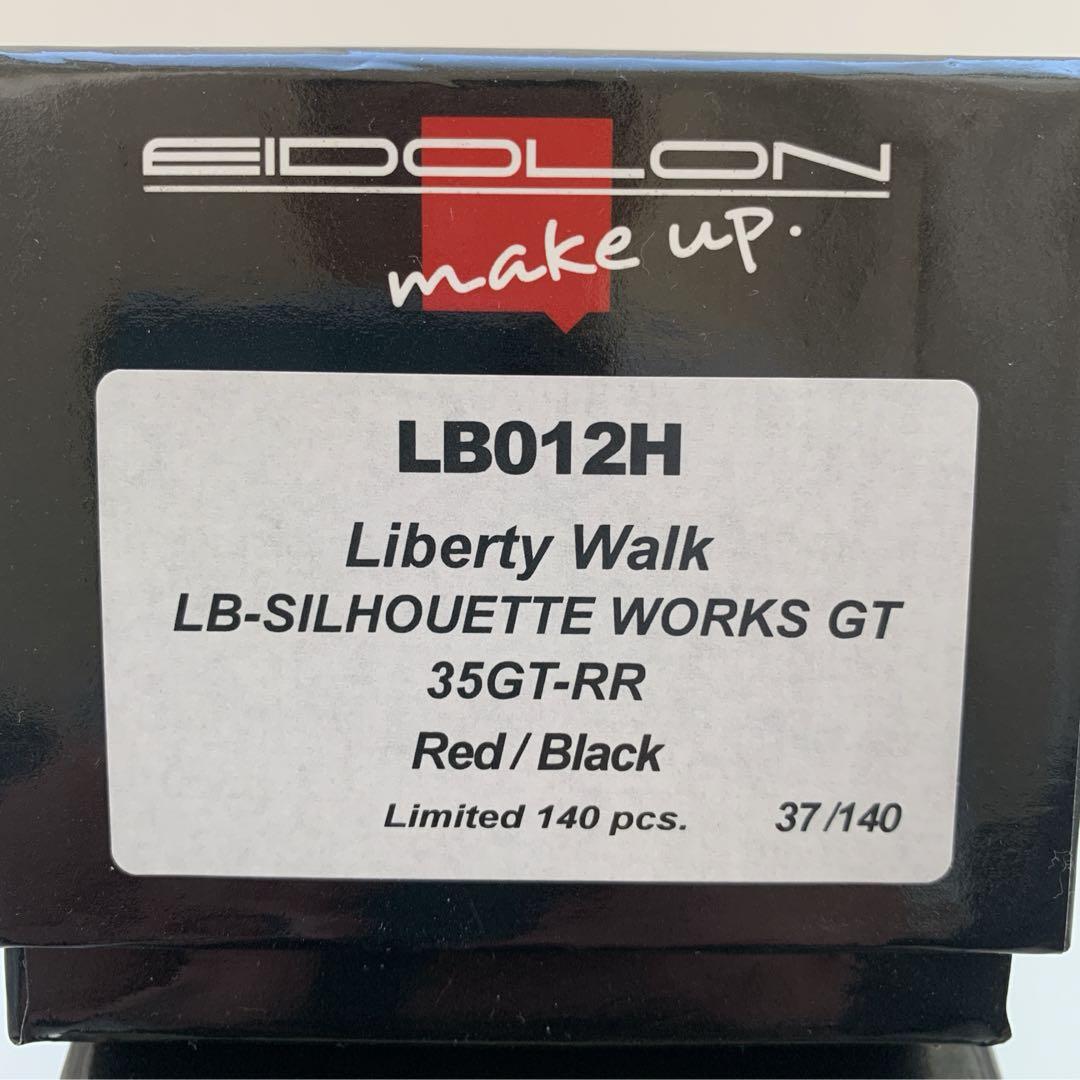 EIDOLON
make up.
LB012H
Liberty Walk
LB-SILHOUETTE WORKS GT
35GT-RR
Red / Black
Limited 140 pcs. 37/140